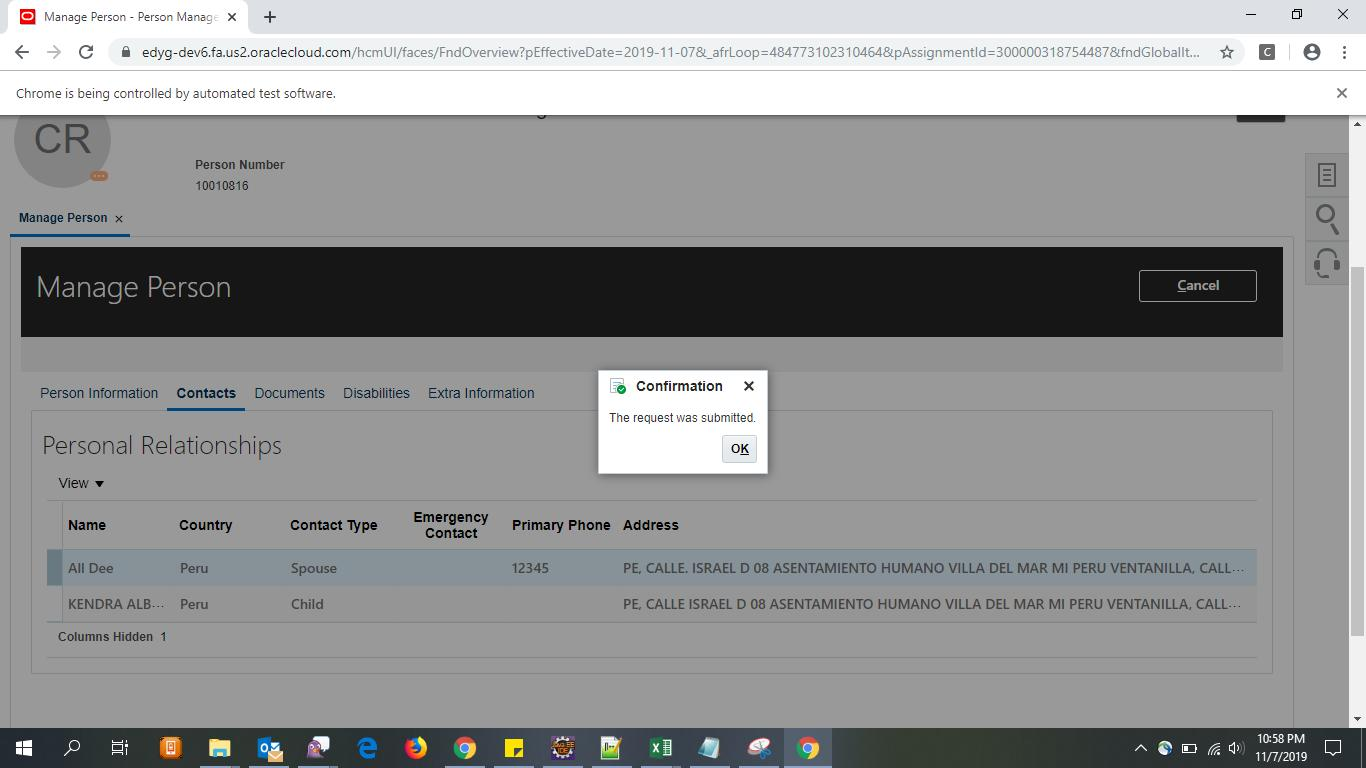 Manage Person - Person Manage
edyg-dev6.fa.us2.oraclecloud.com/hcmUI/faces/FndOverview?pEffectiveDate=2019-11-07&_afrLoop=484773102310464&pAssignmentId=300000318754487&fndGlobalIt...
C
Chrome is being controlled by automated test software.
CR
Person Number
10010816
Manage Person
Manage Person
Cancel
Person Information Contacts Documents Disabilities Extra Information
Confirmation
The request was submitted.
OK
Personal Relationships
View
Name Country Contact Type Emergency Contact Primary Phone Address
All Dee Peru Spouse 12345 PE, CALLE. ISRAEL D 08 ASENTAMIENTO HUMANO VILLA DEL MAR MI PERU VENTANILLA, CALL...
KENDRA ALB... Peru Child PE, CALLE ISRAEL D 08 ASENTAMIENTO HUMANO VILLA DEL MAR MI PERU VENTANILLA, CALL...
Columns Hidden 1
10:58 PM
11/7/2019